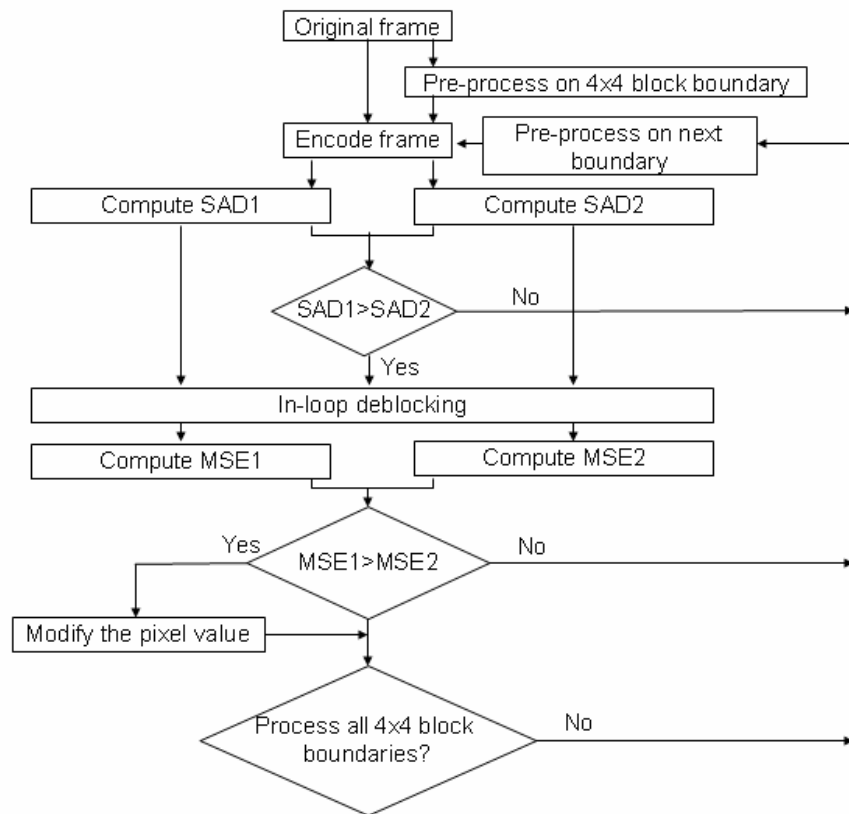 Original frame
Pre-process on 4x4 block boundary
Encode frame
Pre-process on next
boundary
Compute SAD1
Compute SAD2
SAD1>SAD2
No
Yes
In-loop deblocking
Compute MSE1
Compute MSE2
Yes
MSE1>MSE2
No
Modify the pixel value
Process all 4x4 block
boundaries?
No